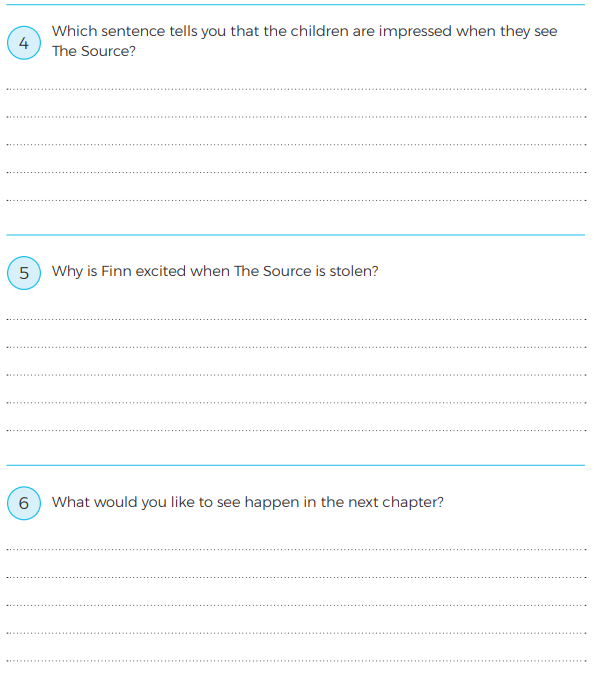 4
Which sentence tells you that the children are impressed when they see
The Source?
5
Why is Finn excited when The Source is stolen?
6
What would you like to see happen in the next chapter?